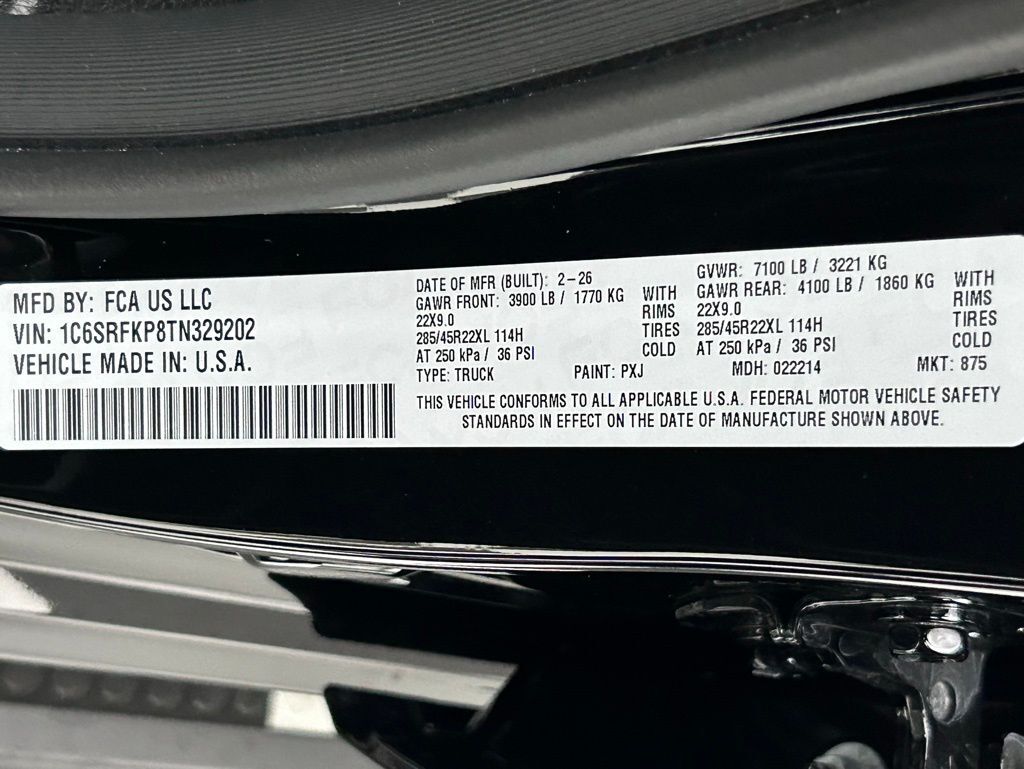 MFD BY: FCA US LLC
VIN: 1C6SRFKP8TN329202
VEHICLE MADE IN: U.S.A.
DATE OF MFR (BUILT): 2-26
GAWR FRONT: 3900 LB / 1770 KG WITH
22X9.0 RIMS
285/45R22XL 114H TIRES
AT 250 kPa / 36 PSI COLD
GVWR: 7100 LB / 3221 KG
GAWR REAR: 4100 LB / 1860 KG WITH
22X9.0 RIMS
285/45R22XL 114H TIRES
AT 250 kPa / 36 PSI COLD
TYPE: TRUCK PAINT: PXJ MDH: 022214 MKT: 875
THIS VEHICLE CONFORMS TO ALL APPLICABLE U.S.A. FEDERAL MOTOR VEHICLE SAFETY
STANDARDS IN EFFECT ON THE DATE OF MANUFACTURE SHOWN ABOVE.